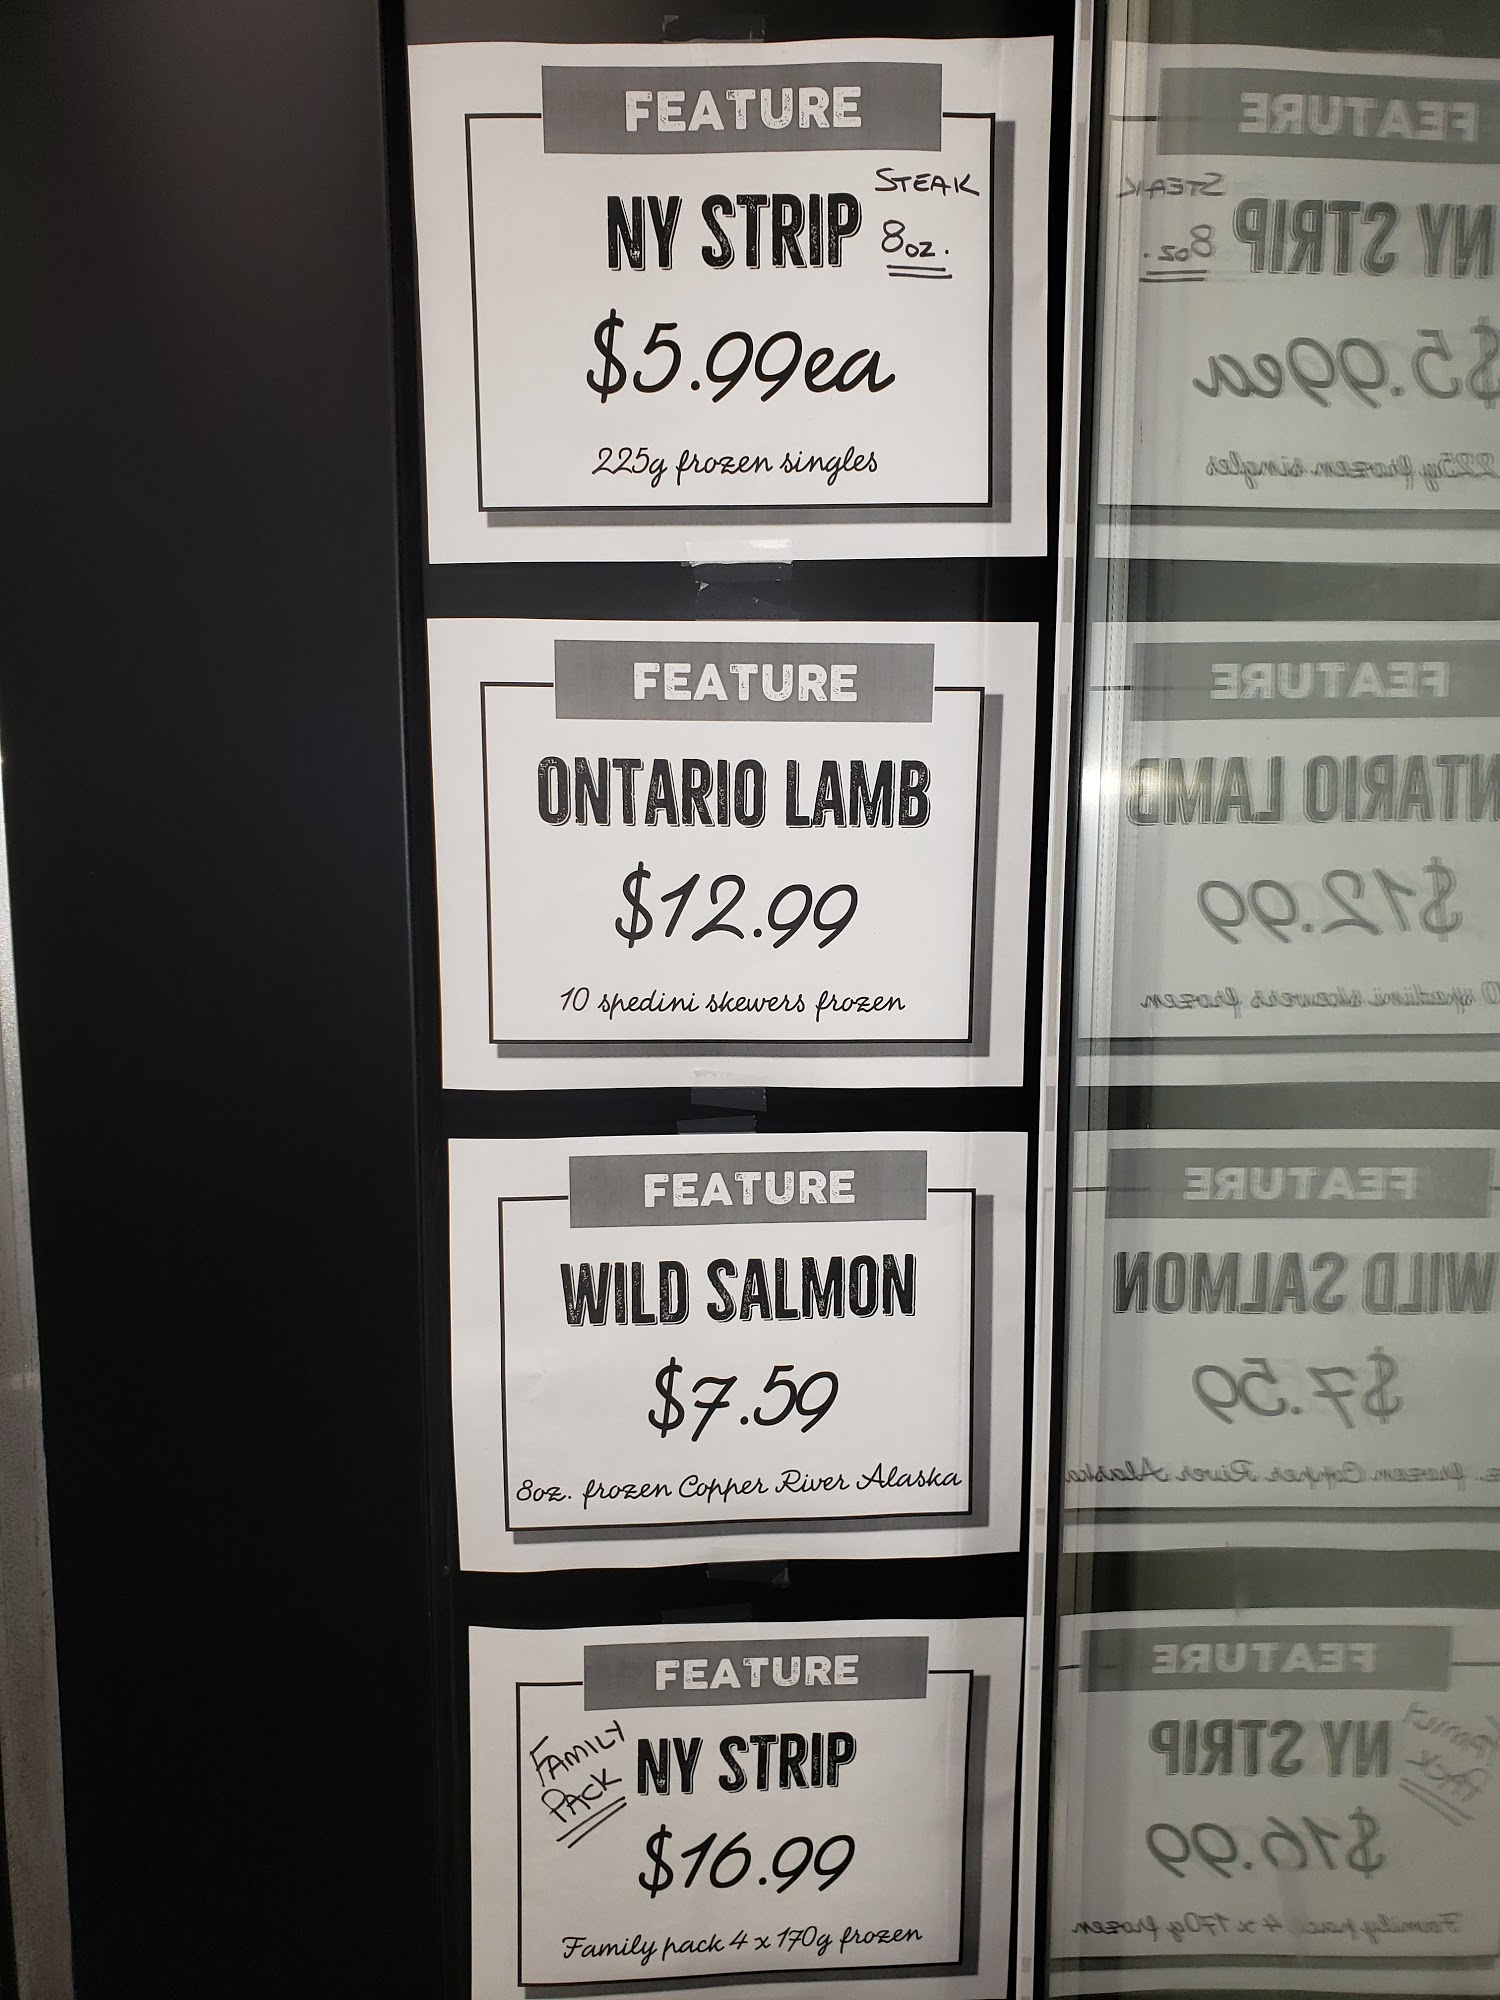 FEATURE
STEAK
NY STRIP 8oz.
$5.99ea
225g frozen singles
FEATURE
ONTARIO LAMB
$12.99
10 spedini skewers frozen
FEATURE
WILD SALMON
$7.59
8oz. frozen Copper River Alaska
FEATURE
FAMILY
PACK
NY STRIP
$16.99
Family pack 4 x 170g frozen